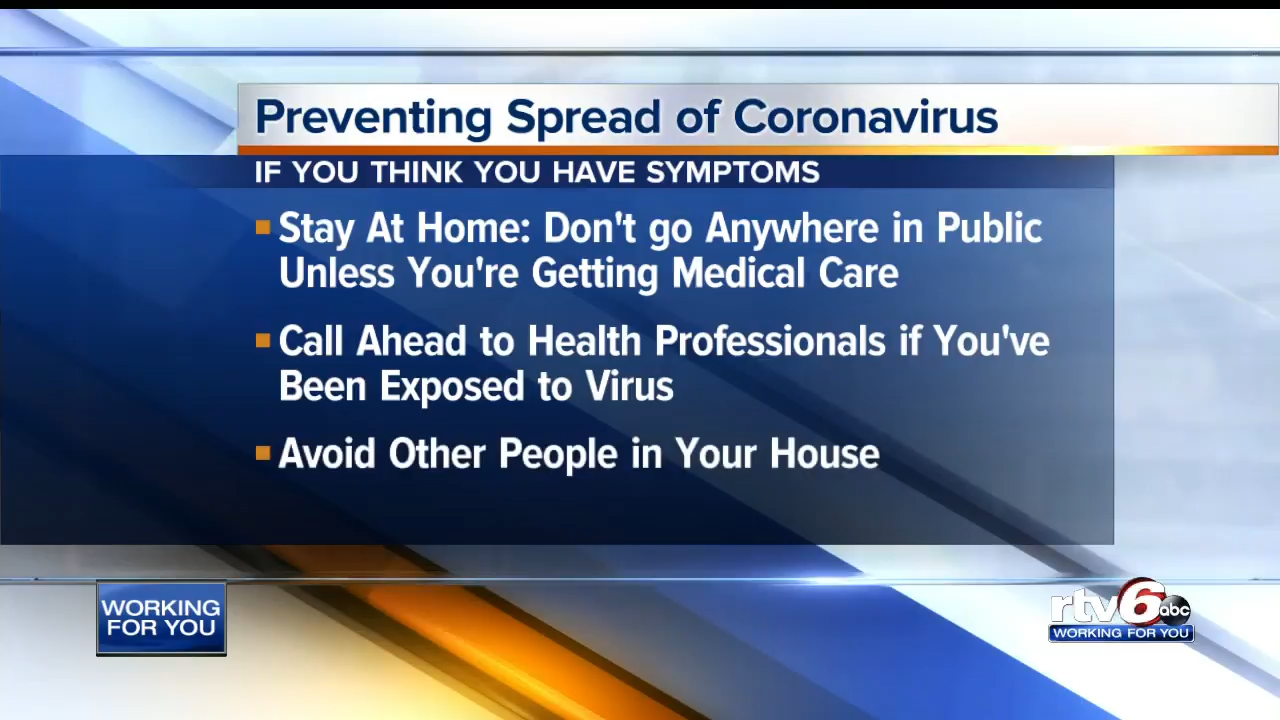 Preventing Spread of Coronavirus
IF YOU THINK YOU HAVE SYMPTOMS
Stay At Home: Don't go Anywhere in Public
Unless You're Getting Medical Care
Call Ahead to Health Professionals if You've
Been Exposed to Virus
Avoid Other People in Your House
WORKING
FOR YOU
rtv6 abc
WORKING FOR YOU